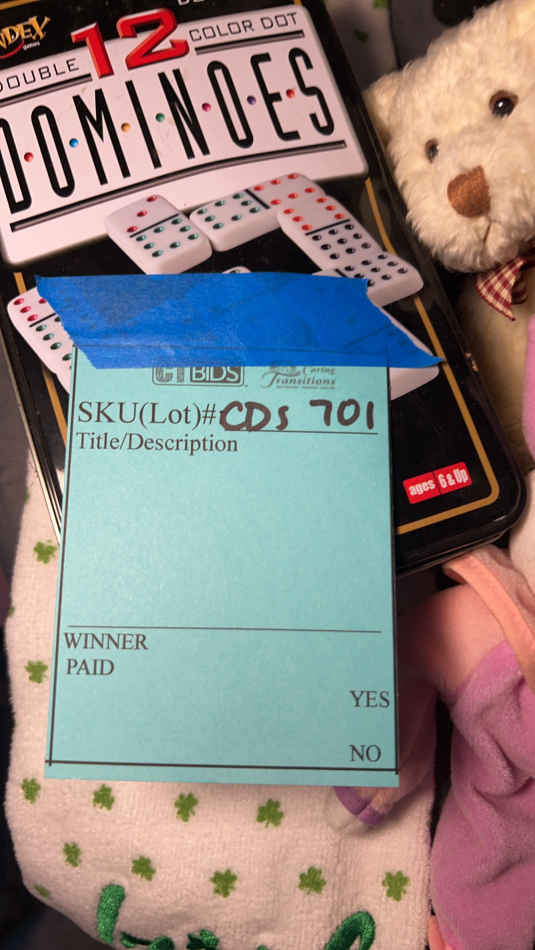 games
DOUBLE 12 COLOR DOT
DOMINOES
CT BIDS
Caring
Transitions
SKU(Lot)# CDs 701
Title/Description
ages 6 & Up
WINNER
PAID
YES
NO